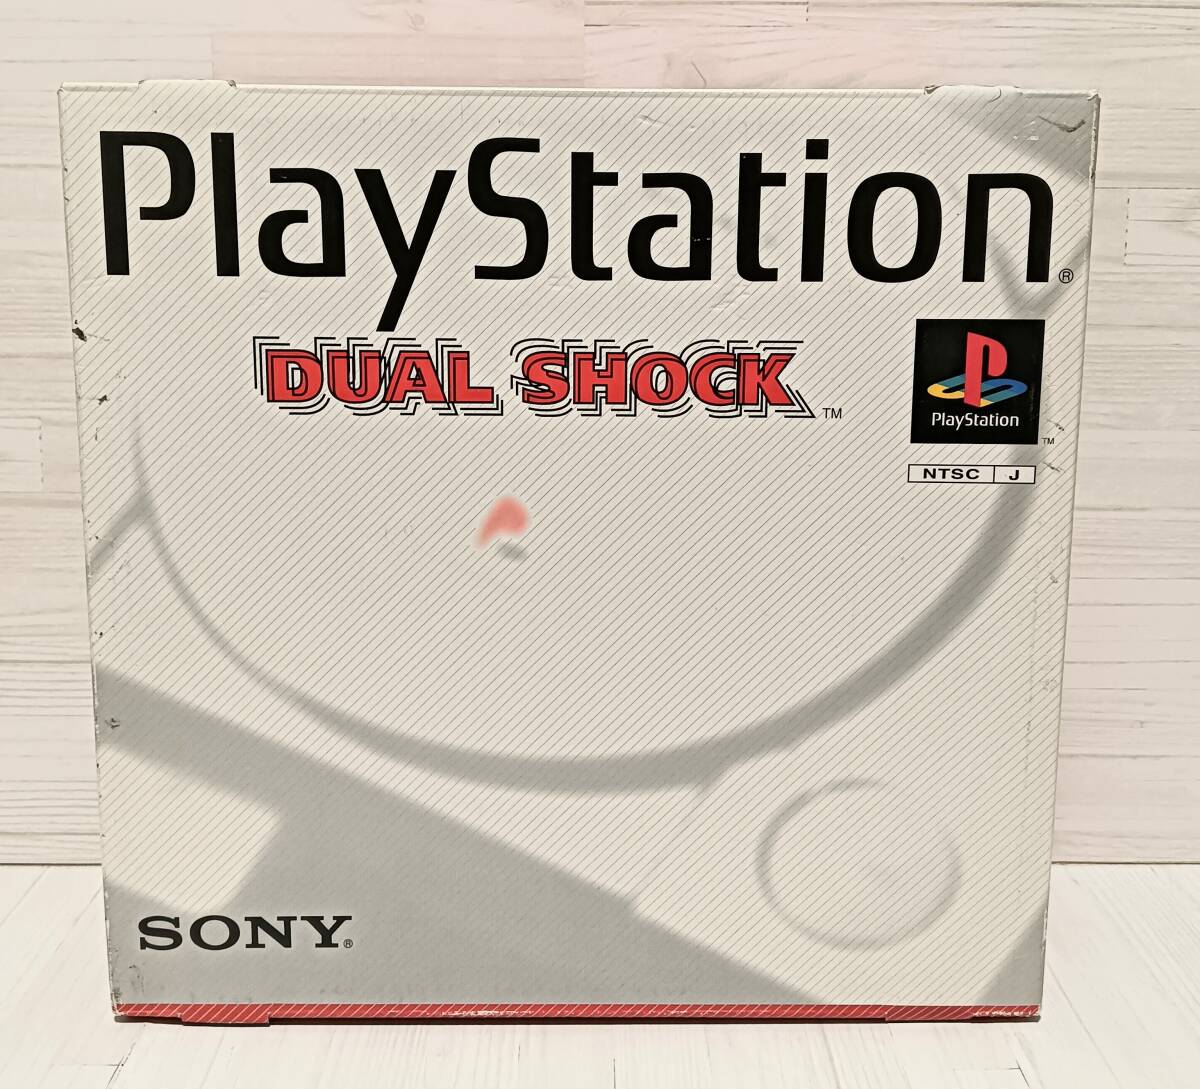 PlayStation®
DUAL SHOCK™
PlayStation™
NTSC J
SONY®